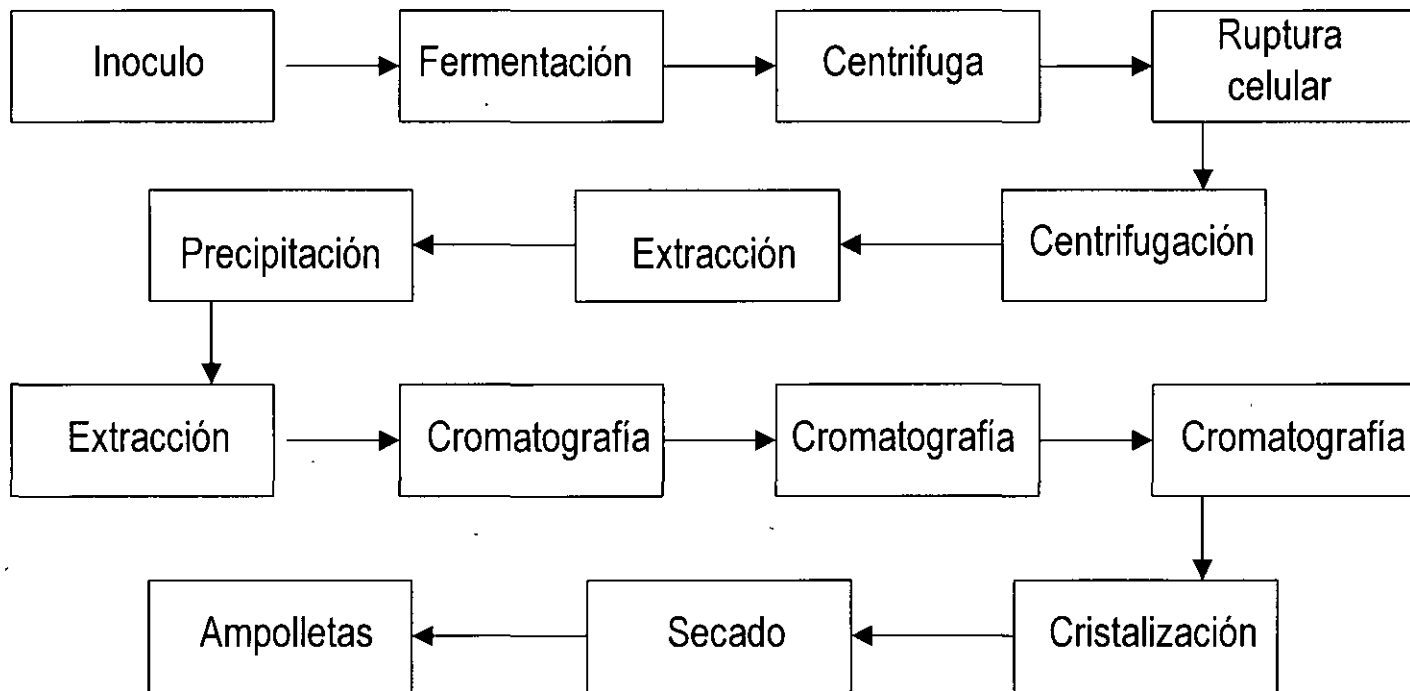 Inoculo
Fermentación
Centrifuga
Ruptura
celular
Centrifugación
Extracción
Precipitación
Extracción
Cromatografía
Cromatografía
Cromatografía
Cristalización
Secado
Ampolletas